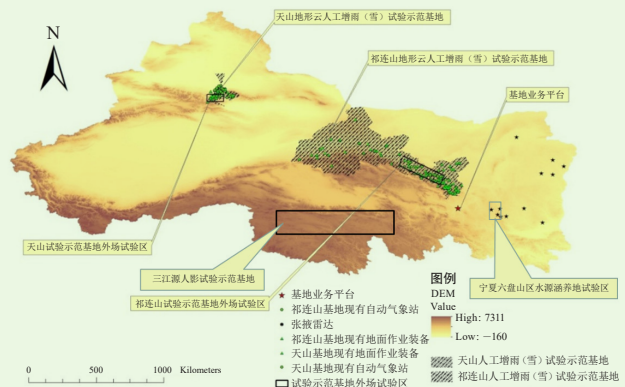 天山地形云人工增雨（雪）试验示范基地
N
祁连山地形云人工增雨（雪）试验示范基地
基地业务平台
天山试验示范基地外场试验区
三江源人影试验示范基地
祁连山试验示范基地外场试验区
宁夏六盘山区水源涵养地试验区
图例
基地业务平台
祁连山基地现有自动气象站
张掖雷达
祁连山基地现有地面作业装备
天山基地现有地面作业装备
天山基地现有自动气象站
试验示范基地外场试验区
DEM
Value
High: 7311
Low: −160
天山人工增雨（雪）试验示范基地
祁连山人工增雨（雪）试验示范基地
0 500 1000 Kilometers